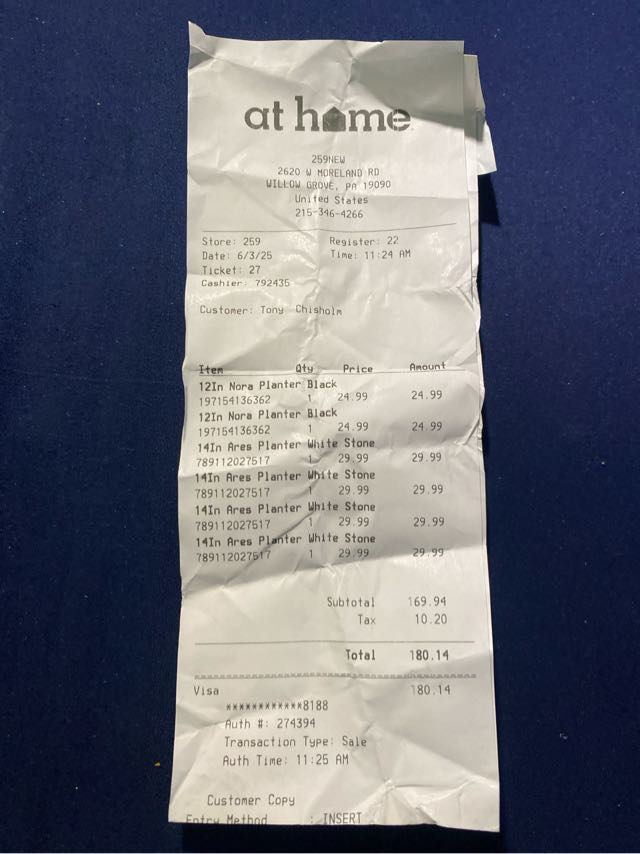 at home
259NEW
2620 W MORELAND RD
WILLOW GROVE, PA 19090
United States
215-346-4266
Store: 259 Register: 22
Date: 6/3/25 Time: 11:24 AM
Ticket: 27
Cashier: 792435
Customer: Tony Chisholm
Item Qty Price Amount
12In Nora Planter Black
197154136362 1 24.99 24.99
12In Nora Planter Black
197154136362 1 24.99 24.99
14In Ares Planter White Stone
789112027517 1 29.99 29.99
14In Ares Planter White Stone
789112027517 1 29.99 29.99
14In Ares Planter White Stone
789112027517 1 29.99 29.99
14In Ares Planter White Stone
789112027517 1 29.99 29.99
Subtotal 169.94
Tax 10.20
Total 180.14
Visa 180.14
************8188
Auth #: 274394
Transaction Type: Sale
Auth Time: 11:25 AM
Customer Copy
Entry Method : INSERT